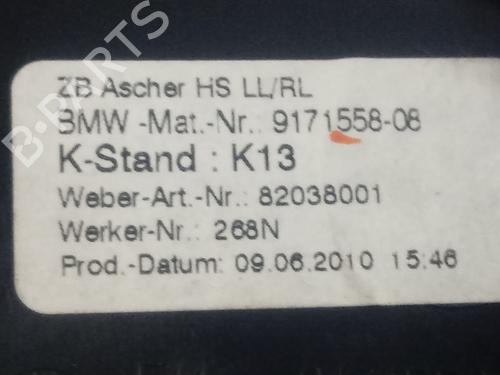 ZB Ascher HS LL/RL
BMW -Mat.-Nr.: 9171558-08
K-Stand : K13
Weber-Art.-Nr.: 82038001
Werker-Nr.: 268N
Prod.-Datum: 09.06.2010 15:46
B-PARTS